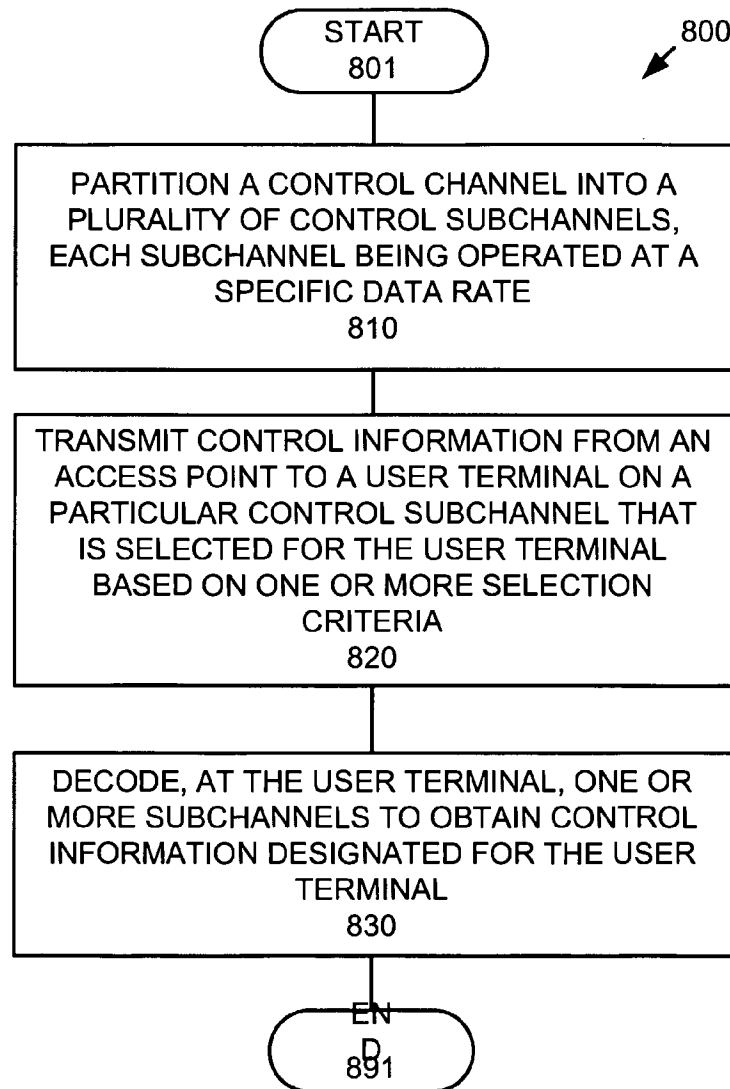 START
801
800
PARTITION A CONTROL CHANNEL INTO A
PLURALITY OF CONTROL SUBCHANNELS,
EACH SUBCHANNEL BEING OPERATED AT A
SPECIFIC DATA RATE
810
TRANSMIT CONTROL INFORMATION FROM AN
ACCESS POINT TO A USER TERMINAL ON A
PARTICULAR CONTROL SUBCHANNEL THAT
IS SELECTED FOR THE USER TERMINAL
BASED ON ONE OR MORE SELECTION
CRITERIA
820
DECODE, AT THE USER TERMINAL, ONE OR
MORE SUBCHANNELS TO OBTAIN CONTROL
INFORMATION DESIGNATED FOR THE USER
TERMINAL
830
EN
D
891